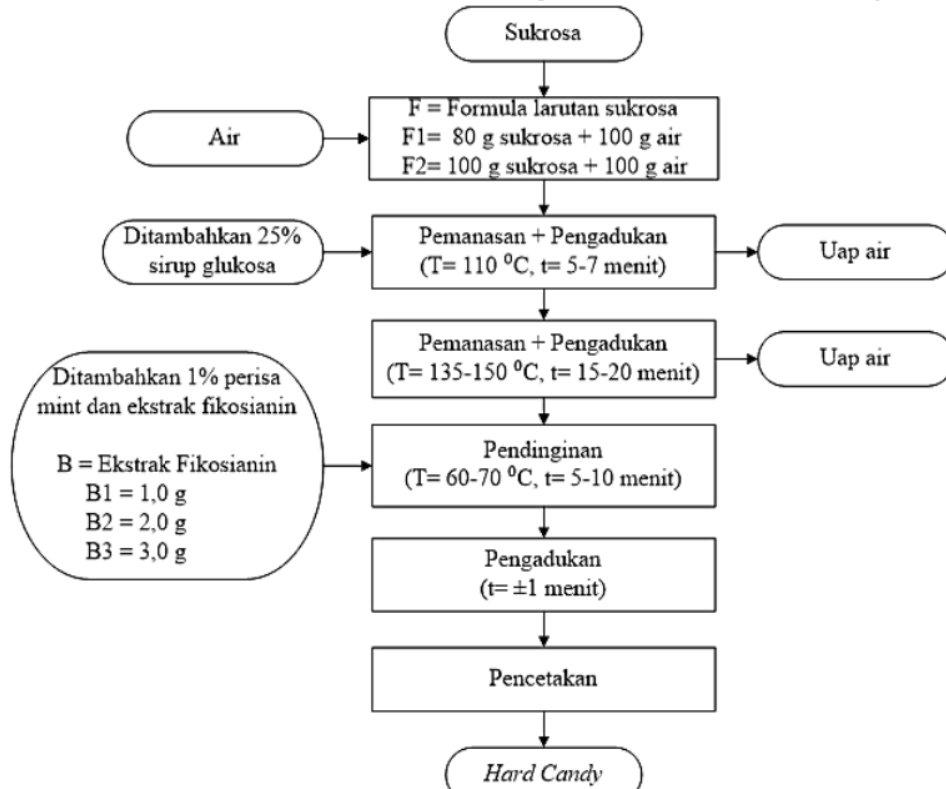 Sukrosa
Air
F = Formula larutan sukrosa
F1= 80 g sukrosa + 100 g air
F2= 100 g sukrosa + 100 g air
Ditambahkan 25%
sirup glukosa
Pemanasan + Pengadukan
(T= 110 ⁰C, t= 5-7 menit)
Uap air
Pemanasan + Pengadukan
(T= 135-150 ⁰C, t= 15-20 menit)
Uap air
Ditambahkan 1% perisa
mint dan ekstrak fikosianin
B = Ekstrak Fikosianin
B1 = 1,0 g
B2 = 2,0 g
B3 = 3,0 g
Pendinginan
(T= 60-70 ⁰C, t= 5-10 menit)
Pengadukan
(t= ±1 menit)
Pencetakan
Hard Candy